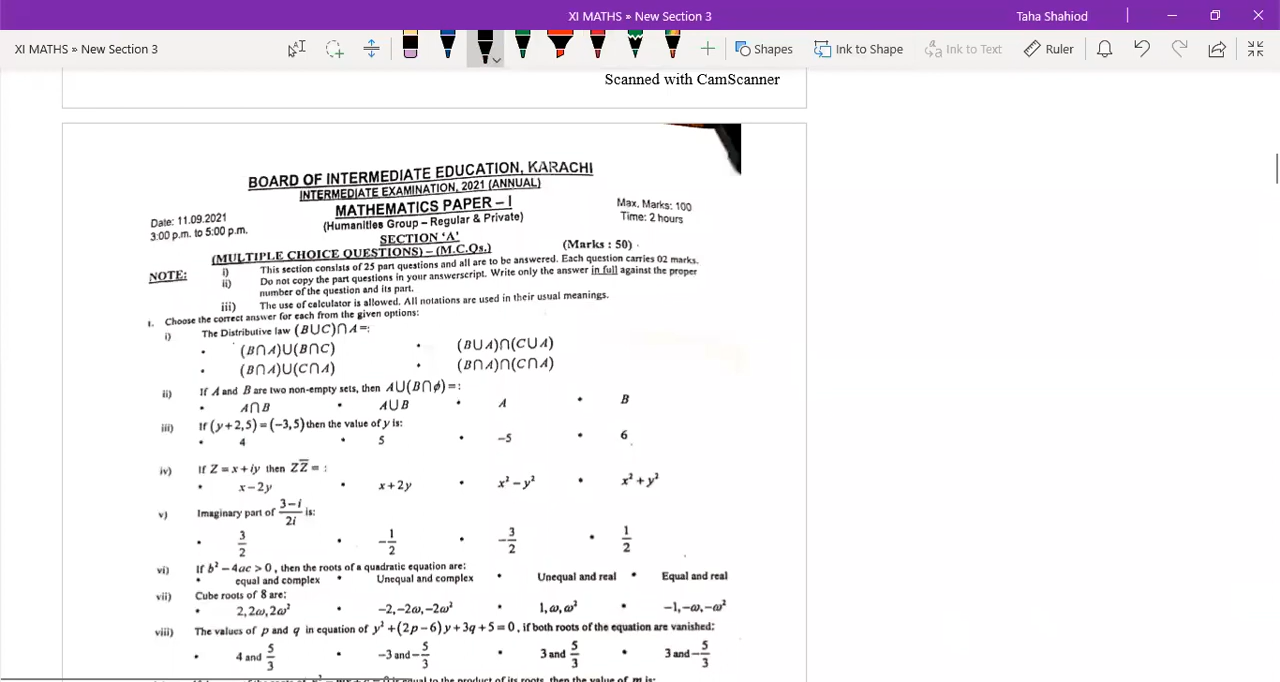 XI MATHS » New Section 3
Taha Shahiod
XI MATHS » New Section 3
Shapes
Ink to Shape
Ink to Text
Ruler
Scanned with CamScanner
BOARD OF INTERMEDIATE EDUCATION, KARACHI
INTERMEDIATE EXAMINATION, 2021 (ANNUAL)
MATHEMATICS PAPER – I
(Humanities Group – Regular & Private)
Date: 11.09.2021
3:00 p.m. to 5:00 p.m.
Max. Marks: 100
Time: 2 hours
SECTION 'A'
(MULTIPLE CHOICE QUESTIONS) – (M.C.Qs.) (Marks : 50)
NOTE: i) This section consists of 25 part questions and all are to be answered. Each question carries 02 marks.
ii) Do not copy the part questions in your answerscript. Write only the answer in full against the proper
number of the question and its part.
iii) The use of calculator is allowed. All notations are used in their usual meanings.
1. Choose the correct answer for each from the given options:
i) The Distributive law (B∪C)∩A=:
• (B∩A)∪(B∩C) • (B∪A)∩(C∪A)
• (B∩A)∪(C∩A) • (B∩A)∩(C∩A)
ii) If A and B are two non-empty sets, then A∪(B∩ϕ)=:
• A∩B • A∪B • A • B
iii) If (y+2,5)=(−3,5) then the value of y is:
• 4 • 5 • −5 • 6
iv) If Z=x+iy then ZZ̅=:
• x−2y • x+2y • x²−y² • x²+y²
v) Imaginary part of (3−i)/2i is:
• 3/2 • −1/2 • −3/2 • 1/2
vi) If b²−4ac>0, then the roots of a quadratic equation are:
• equal and complex • Unequal and complex • Unequal and real • Equal and real
vii) Cube roots of 8 are:
• 2,2ω,2ω² • −2,−2ω,−2ω² • 1,ω,ω² • −1,−ω,−ω²
viii) The values of p and q in equation of y²+(2p−6)y+3q+5=0, if both roots of the equation are vanished:
• 4 and 5/3 • −3 and −5/3 • 3 and 5/3 • 3 and −5/3
equal to the product of its roots, then the value of m is: